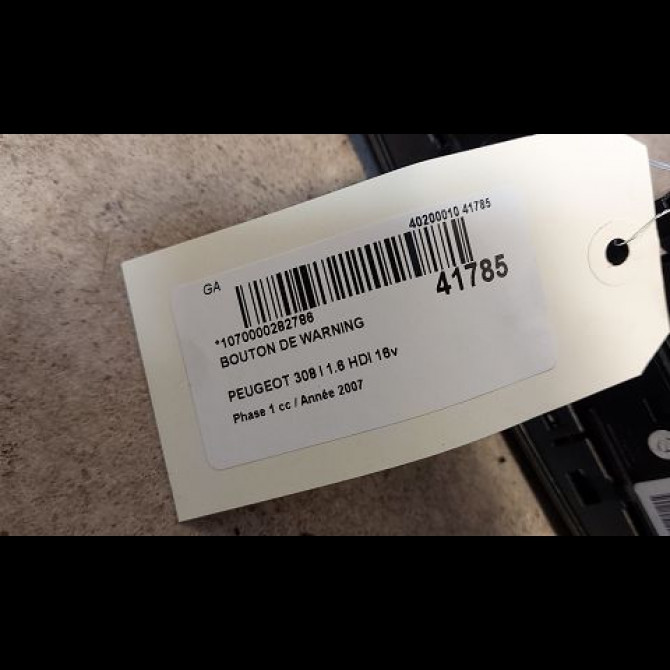 40200010 41785
GA
41785
*1070000282786
BOUTON DE WARNING
PEUGEOT 308 I 1.6 HDI 16v
Phase 1 cc / Année 2007